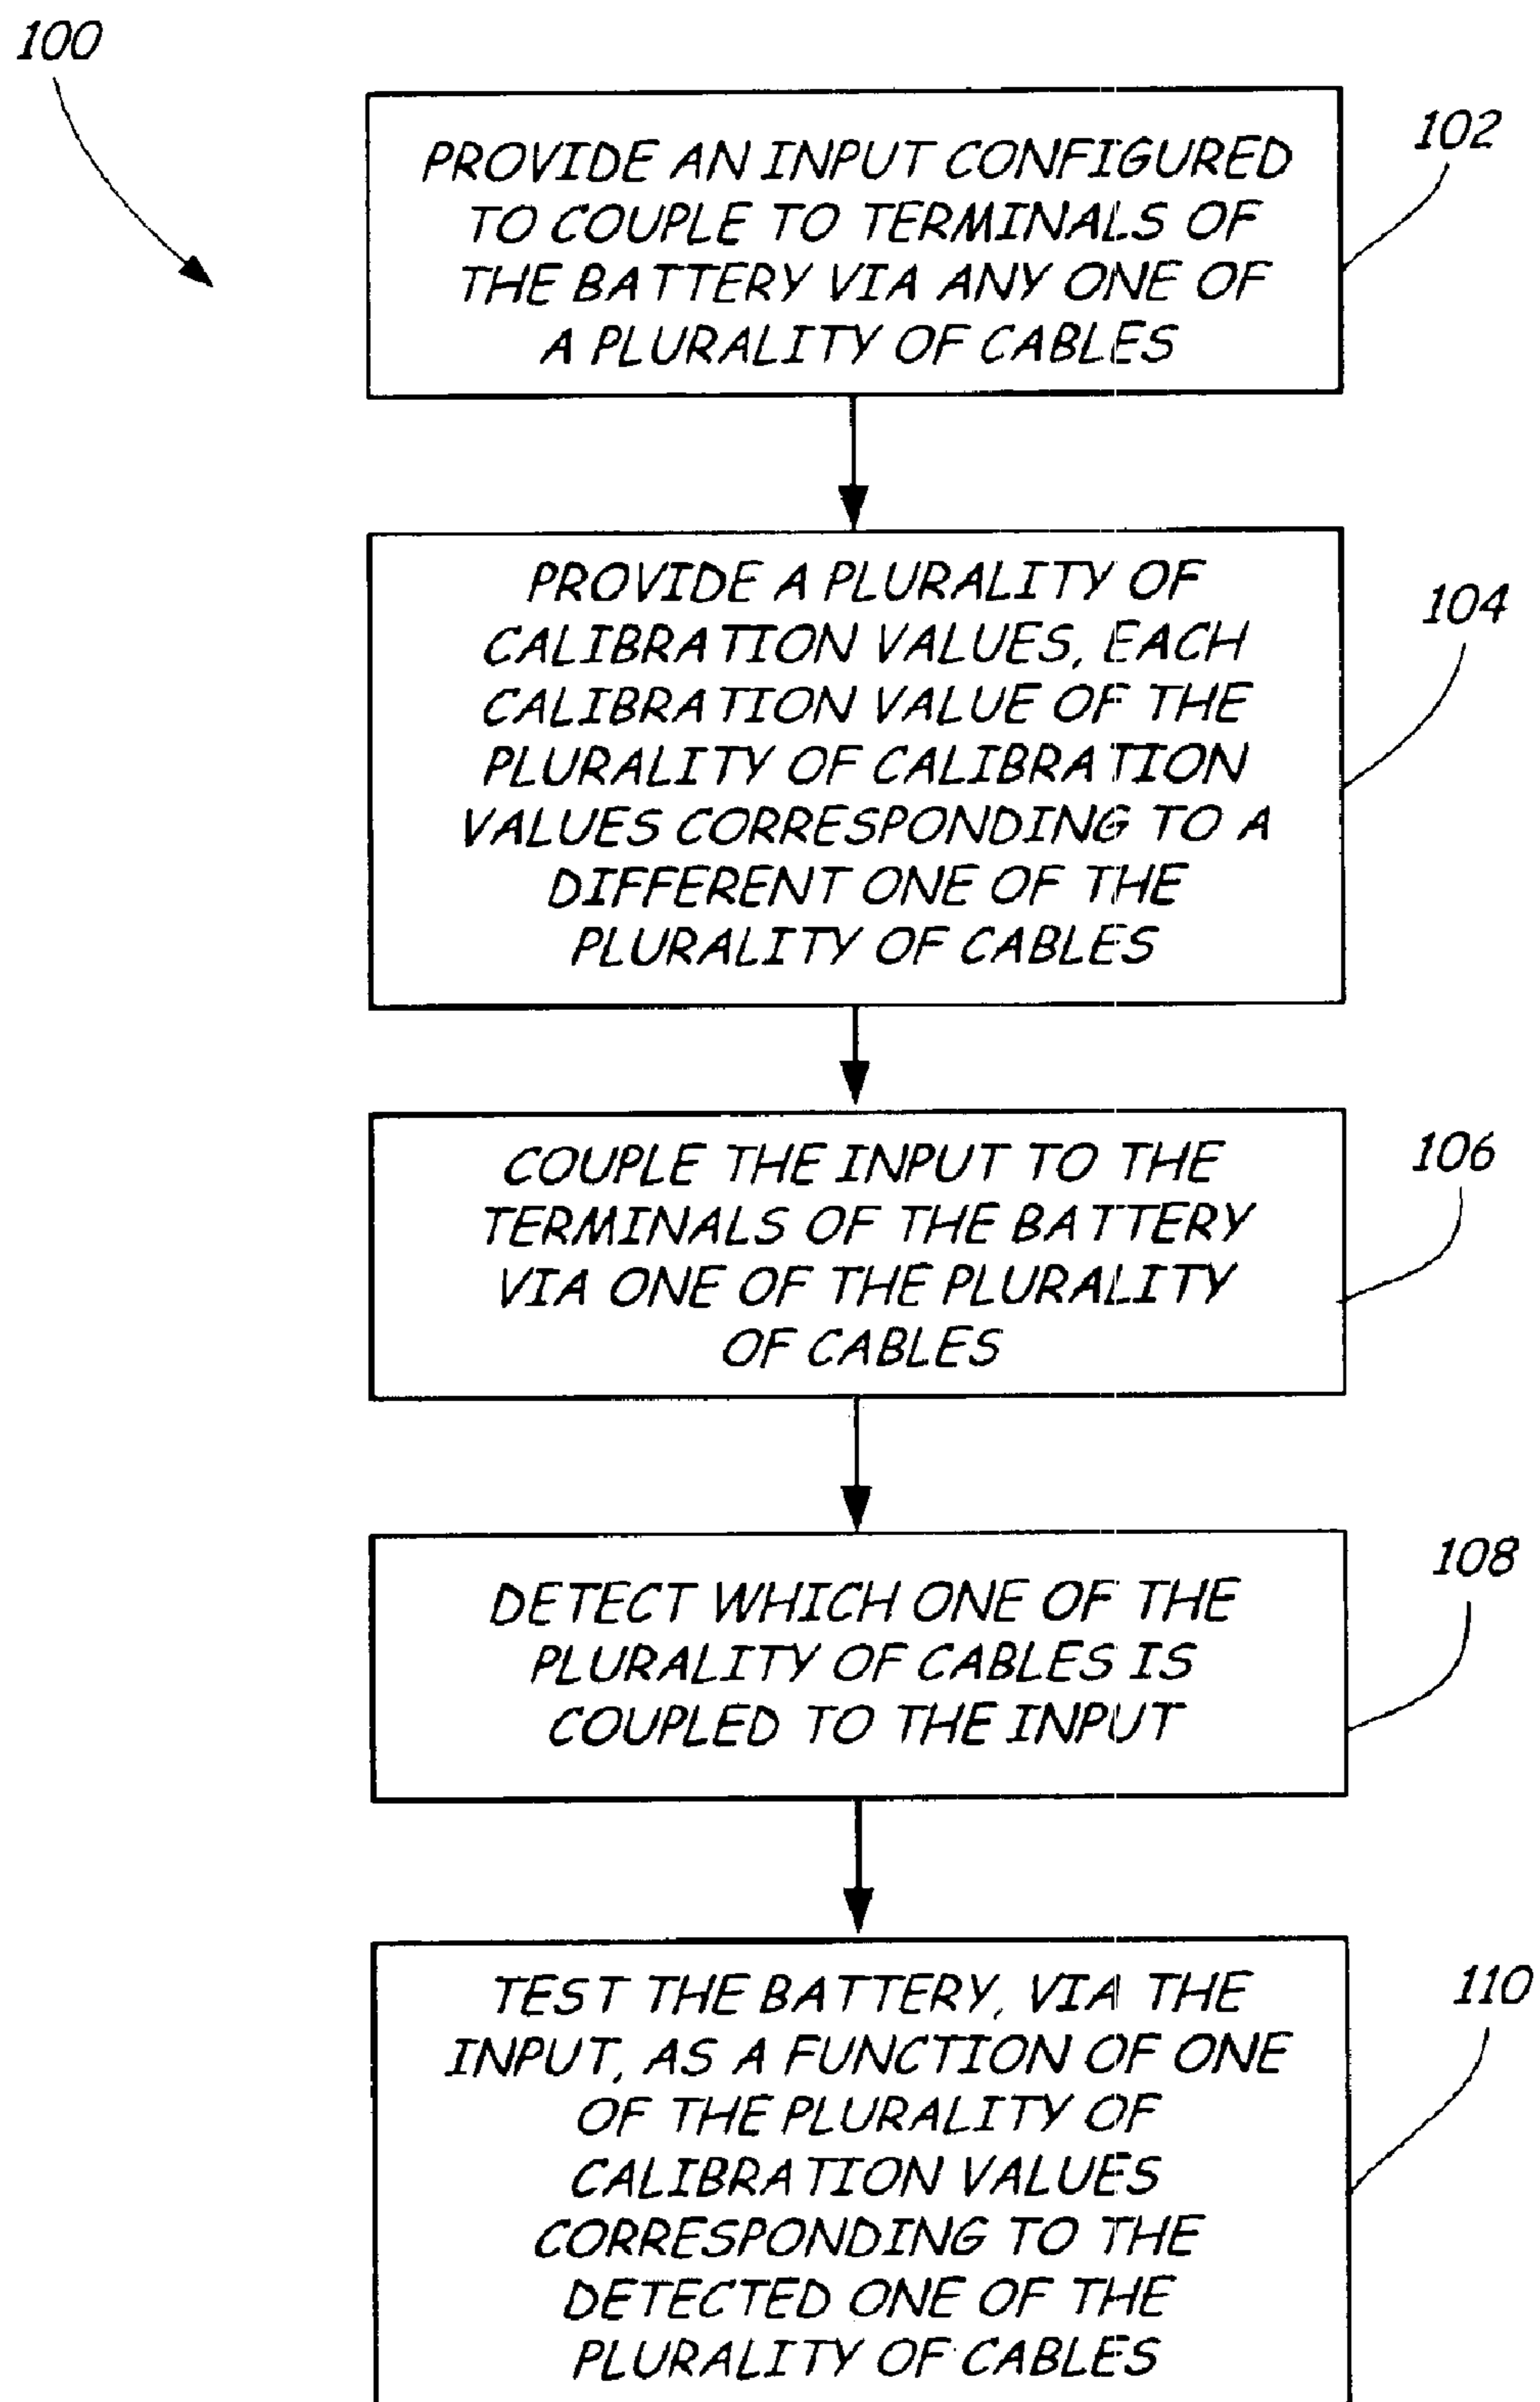 100
PROVIDE AN INPUT CONFIGURED
TO COUPLE TO TERMINALS OF
THE BATTERY VIA ANY ONE OF
A PLURALITY OF CABLES
102
PROVIDE A PLURALITY OF
CALIBRATION VALUES, EACH
CALIBRATION VALUE OF THE
PLURALITY OF CALIBRATION
VALUES CORRESPONDING TO A
DIFFERENT ONE OF THE
PLURALITY OF CABLES
104
COUPLE THE INPUT TO THE
TERMINALS OF THE BATTERY
VIA ONE OF THE PLURALITY
OF CABLES
106
DETECT WHICH ONE OF THE
PLURALITY OF CABLES IS
COUPLED TO THE INPUT
108
TEST THE BATTERY, VIA THE
INPUT, AS A FUNCTION OF ONE
OF THE PLURALITY OF
CALIBRATION VALUES
CORRESPONDING TO THE
DETECTED ONE OF THE
PLURALITY OF CABLES
110